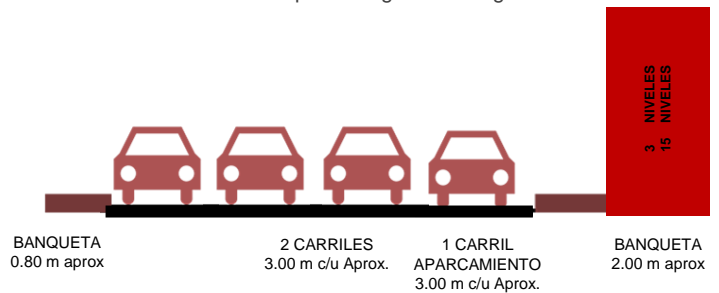 3 NIVELES
15 NIVELES
BANQUETA
0.80 m aprox
2 CARRILES
3.00 m c/u Aprox.
1 CARRIL
APARCAMIENTO
3.00 m c/u Aprox.
BANQUETA
2.00 m aprox